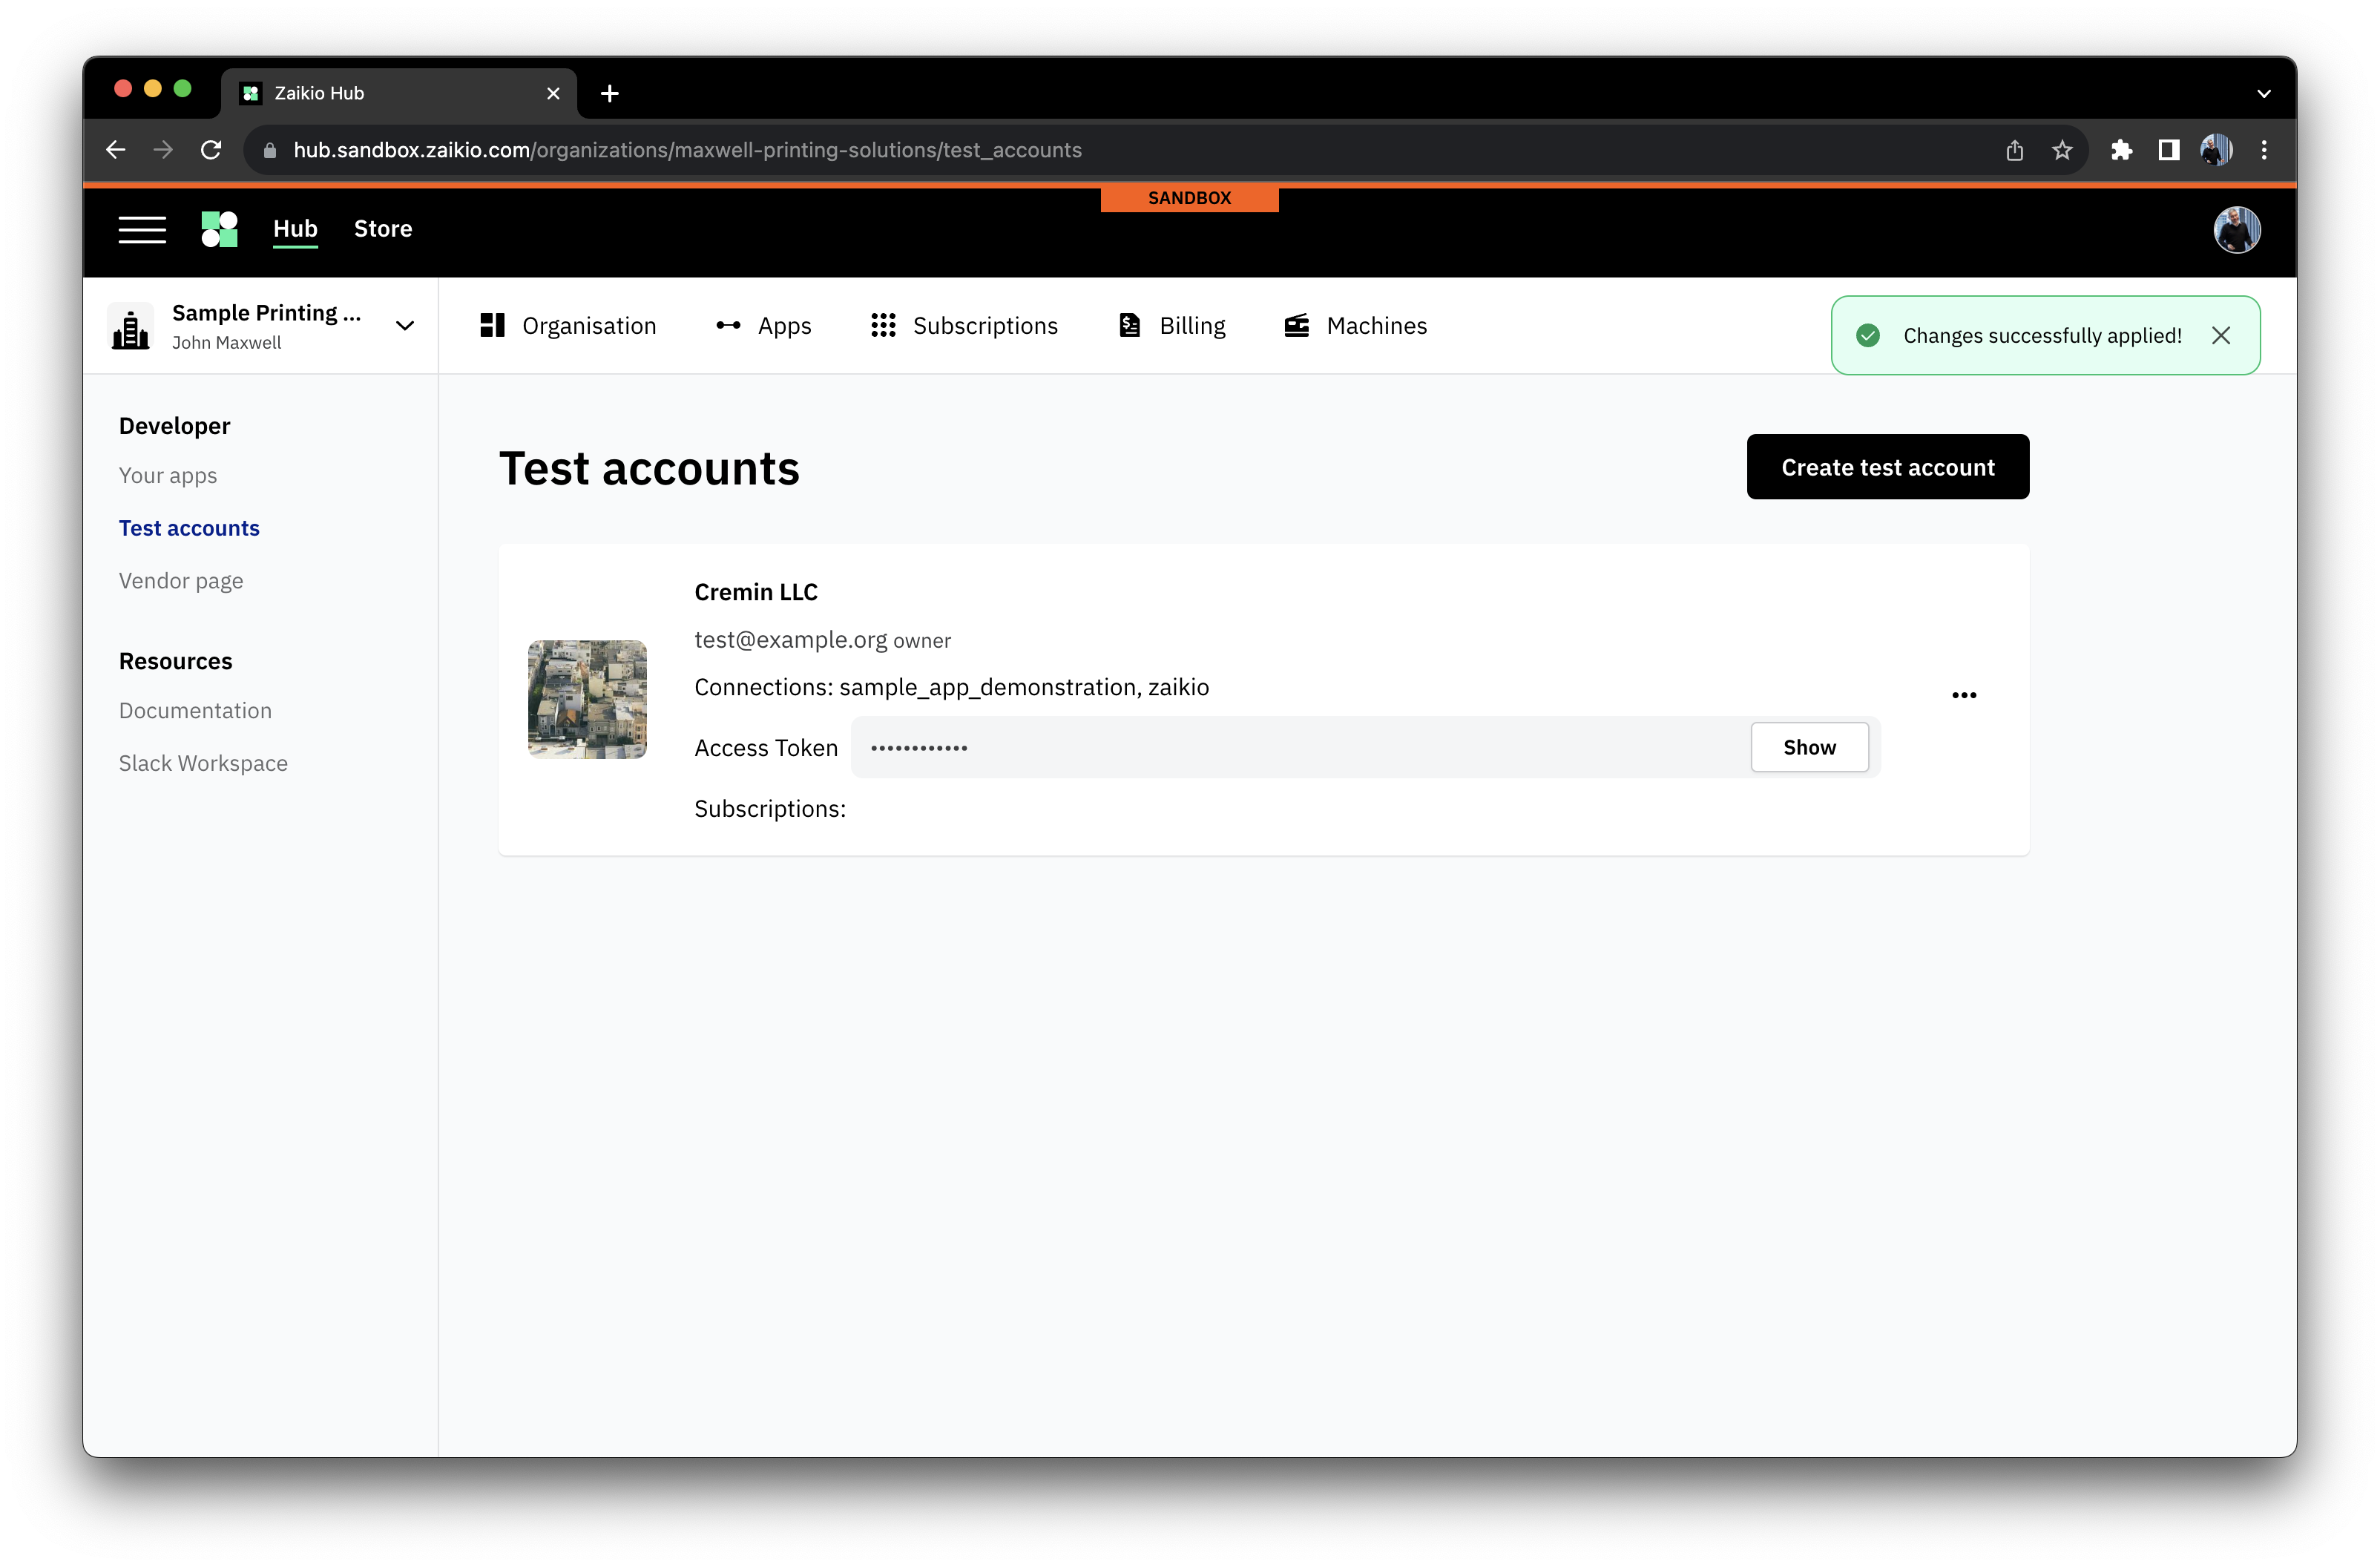 Zaikio Hub
hub.sandbox.zaikio.com/organizations/maxwell-printing-solutions/test_accounts
SANDBOX
Hub Store
Sample Printing ...
John Maxwell
Organisation Apps Subscriptions Billing Machines
Changes successfully applied!
Developer
Your apps
Test accounts
Vendor page
Resources
Documentation
Slack Workspace
Test accounts
Create test account
Cremin LLC
test@example.org owner
Connections: sample_app_demonstration, zaikio
Access Token •••••••••••• Show
Subscriptions: